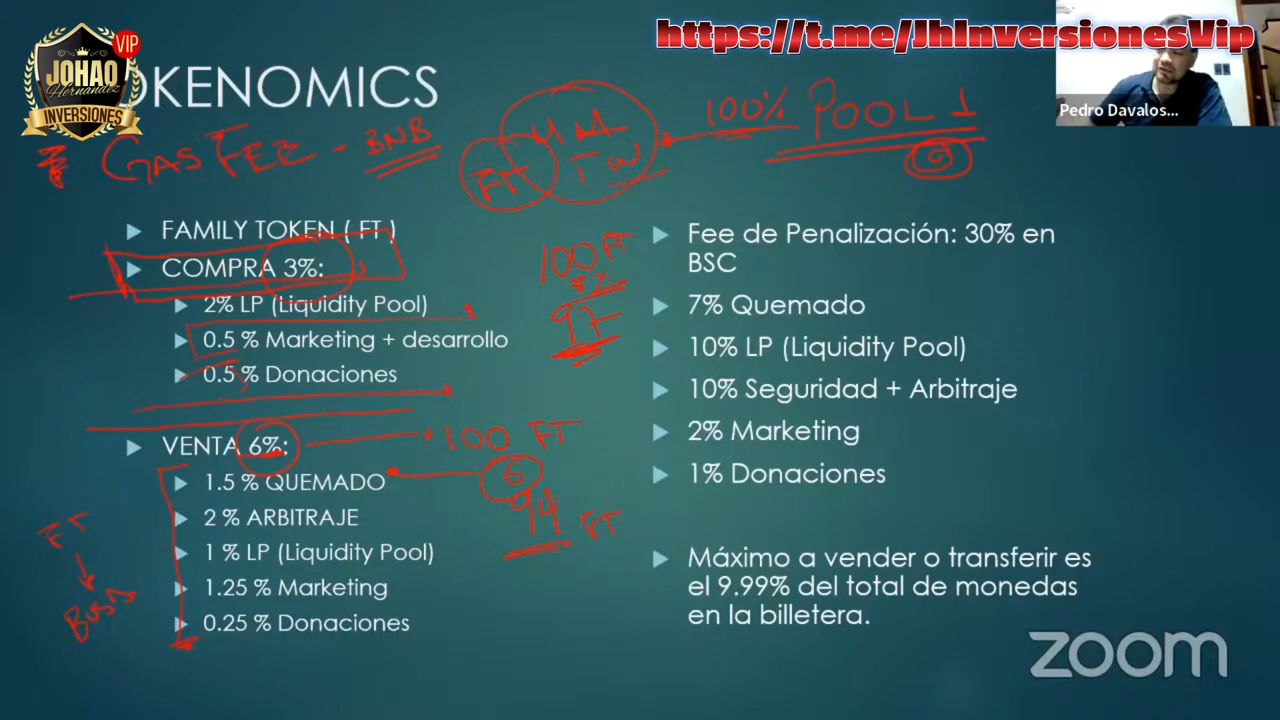 https://t.me/JhInversionesVip
VIP
JOHAO
Hernandez
INVERSIONES
OKENOMICS
Pedro Davalos...
GAS FEE - BNB
FT
100% POOL 1
FAMILY TOKEN ( FT )
COMPRA 3%:
2% LP (Liquidity Pool)
0.5 % Marketing + desarrollo
0.5 % Donaciones
100 FT
3%
97
VENTA 6%:
100 FT
1.5 % QUEMADO
6
2 % ARBITRAJE
94 FT
1 % LP (Liquidity Pool)
1.25 % Marketing
0.25 % Donaciones
FT
Fee de Penalización: 30% en
BSC
7% Quemado
10% LP (Liquidity Pool)
10% Seguridad + Arbitraje
2% Marketing
1% Donaciones
Máximo a vender o transferir es
el 9.99% del total de monedas
en la billetera.
zoom